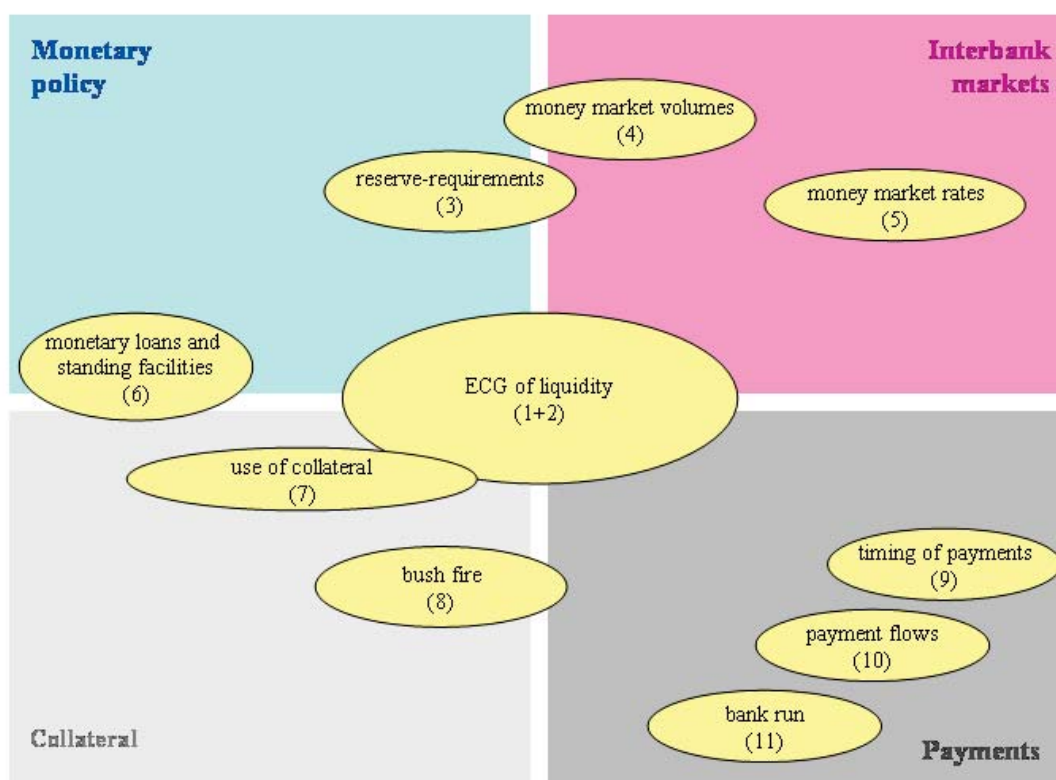 Monetary
policy
Interbank
markets
money market volumes
(4)
reserve-requirements
(3)
money market rates
(5)
monetary loans and
standing facilities
(6)
ECG of liquidity
(1+2)
use of collateral
(7)
bush fire
(8)
timing of payments
(9)
payment flows
(10)
bank run
(11)
Collateral
Payments